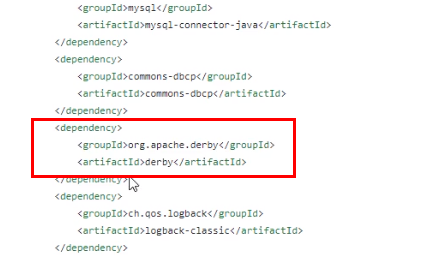 <groupId>mysql</groupId>
<artifactId>mysql-connector-java</artifactId>
</dependency>
<dependency>
<groupId>commons-dbcp</groupId>
<artifactId>commons-dbcp</artifactId>
</dependency>
<dependency>
<groupId>org.apache.derby</groupId>
<artifactId>derby</artifactId>
</dependency>
<dependency>
<groupId>ch.qos.logback</groupId>
<artifactId>logback-classic</artifactId>
</dependency>